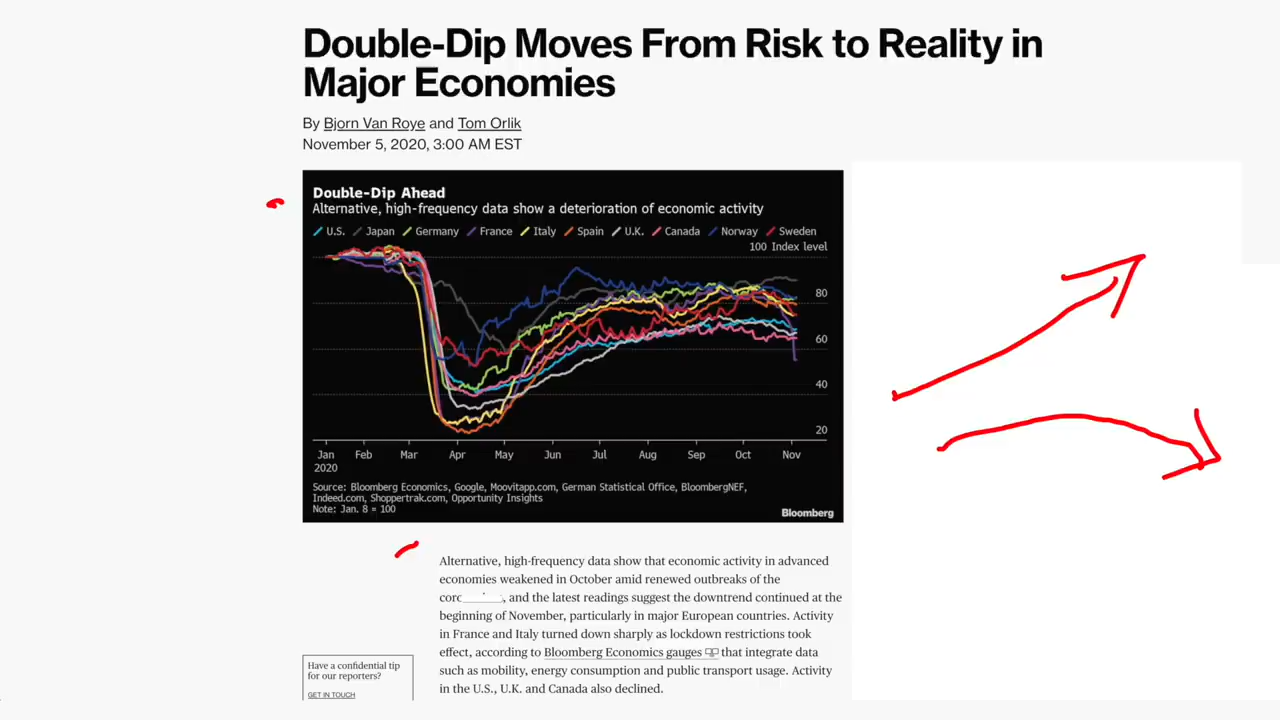 Double-Dip Moves From Risk to Reality in
Major Economies
By Bjorn Van Roye and Tom Orlik
November 5, 2020, 3:00 AM EST
Double-Dip Ahead
Alternative, high-frequency data show a deterioration of economic activity
U.S. Japan Germany France Italy Spain U.K. Canada Norway Sweden
100 Index level
80
60
40
20
Jan Feb Mar Apr May Jun Jul Aug Sep Oct Nov
2020
Source: Bloomberg Economics, Google, Moovitapp.com, German Statistical Office, BloombergNEF,
Indeed.com, Shoppertrak.com, Opportunity Insights
Note: Jan. 8 = 100
Bloomberg
Alternative, high-frequency data show that economic activity in advanced
economies weakened in October amid renewed outbreaks of the
, and the latest readings suggest the downtrend continued at the
beginning of November, particularly in major European countries. Activity
in France and Italy turned down sharply as lockdown restrictions took
effect, according to Bloomberg Economics gauges that integrate data
such as mobility, energy consumption and public transport usage. Activity
in the U.S., U.K. and Canada also declined.
Have a confidential tip
for our reporters?
GET IN TOUCH